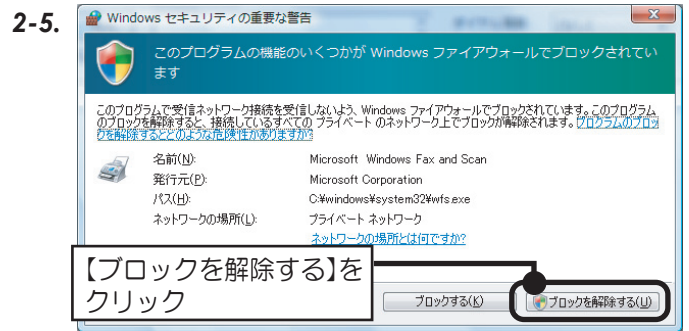 2-5.
Windows セキュリティの重要な警告
このプログラムの機能のいくつかが Windows ファイアウォールでブロックされてい
ます
このプログラムで受信ネットワーク接続を受信しないよう、Windows ファイアウォールでブロックされています。このプログラム
のブロックを解除すると、接続しているすべての プライベート のネットワーク上でブロックが解除されます。プログラムのブロッ
クを解除するとどのような危険性がありますか?
名前(N): Microsoft Windows Fax and Scan
発行元(P): Microsoft Corporation
パス(H): C:¥windows¥system32¥wfs.exe
ネットワークの場所(L): プライベート ネットワーク
ネットワークの場所とは何ですか?
【ブロックを解除する】を
クリック
ブロックする(K) ブロックを解除する(U)